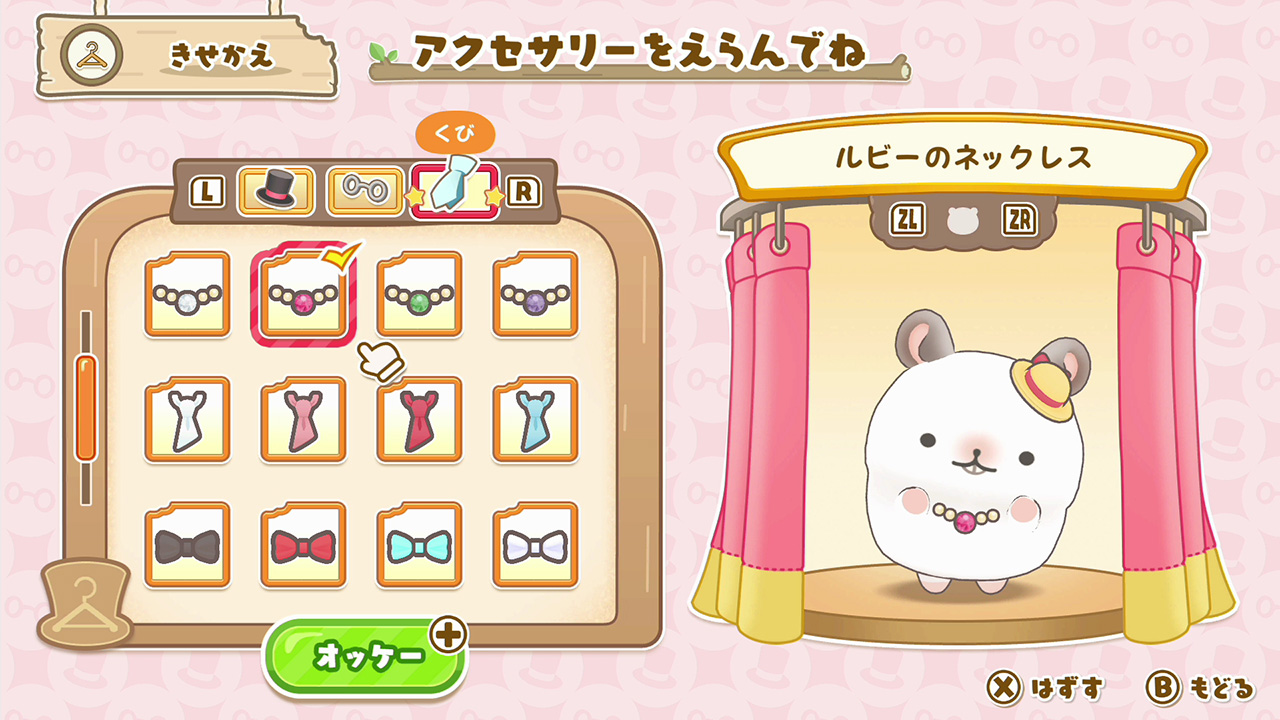 きせかえ
アクセサリーをえらんでね
くび
L
R
ルビーのネックレス
ZL
ZR
オッケー
X はずす
B もどる